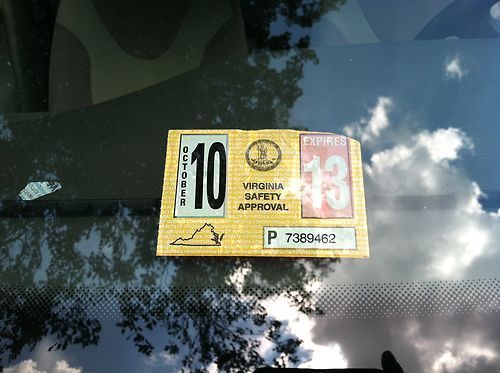 OCTOBER
10
EXPIRES
13
VIRGINIA
SAFETY
APPROVAL
P 7389462